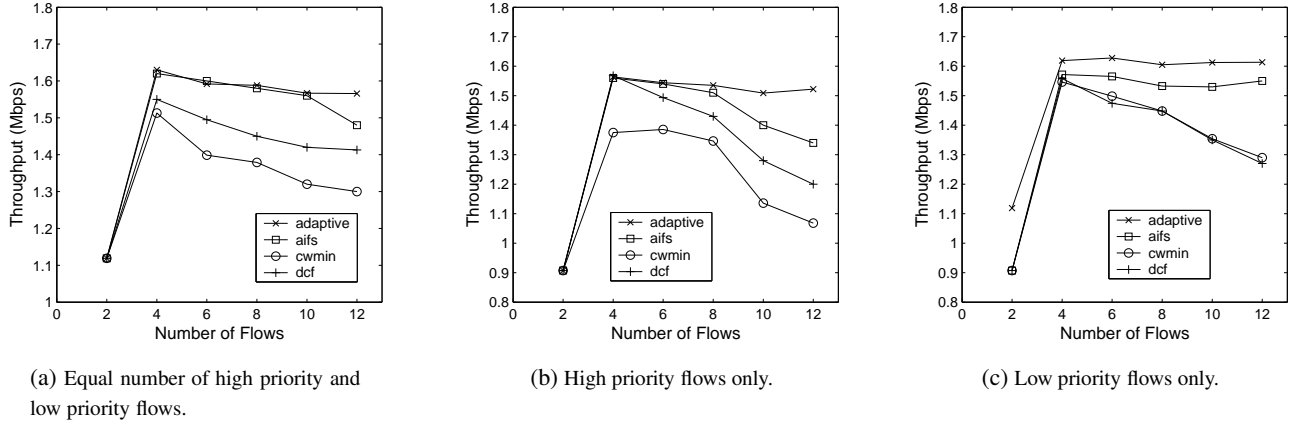 1.8
1.7
1.6
1.5
1.4
1.3
1.2
1.1
1
0 2 4 6 8 10 12
Throughput (Mbps)
Number of Flows
adaptive
aifs
cwmin
dcf
(a) Equal number of high priority and
low priority flows.
1.8
1.7
1.6
1.5
1.4
1.3
1.2
1.1
1
0.9
0.8
0 2 4 6 8 10 12
Throughput (Mbps)
Number of Flows
adaptive
aifs
cwmin
dcf
(b) High priority flows only.
1.8
1.7
1.6
1.5
1.4
1.3
1.2
1.1
1
0.9
0.8
0 2 4 6 8 10 12
Throughput (Mbps)
Number of Flows
adaptive
aifs
cwmin
dcf
(c) Low priority flows only.